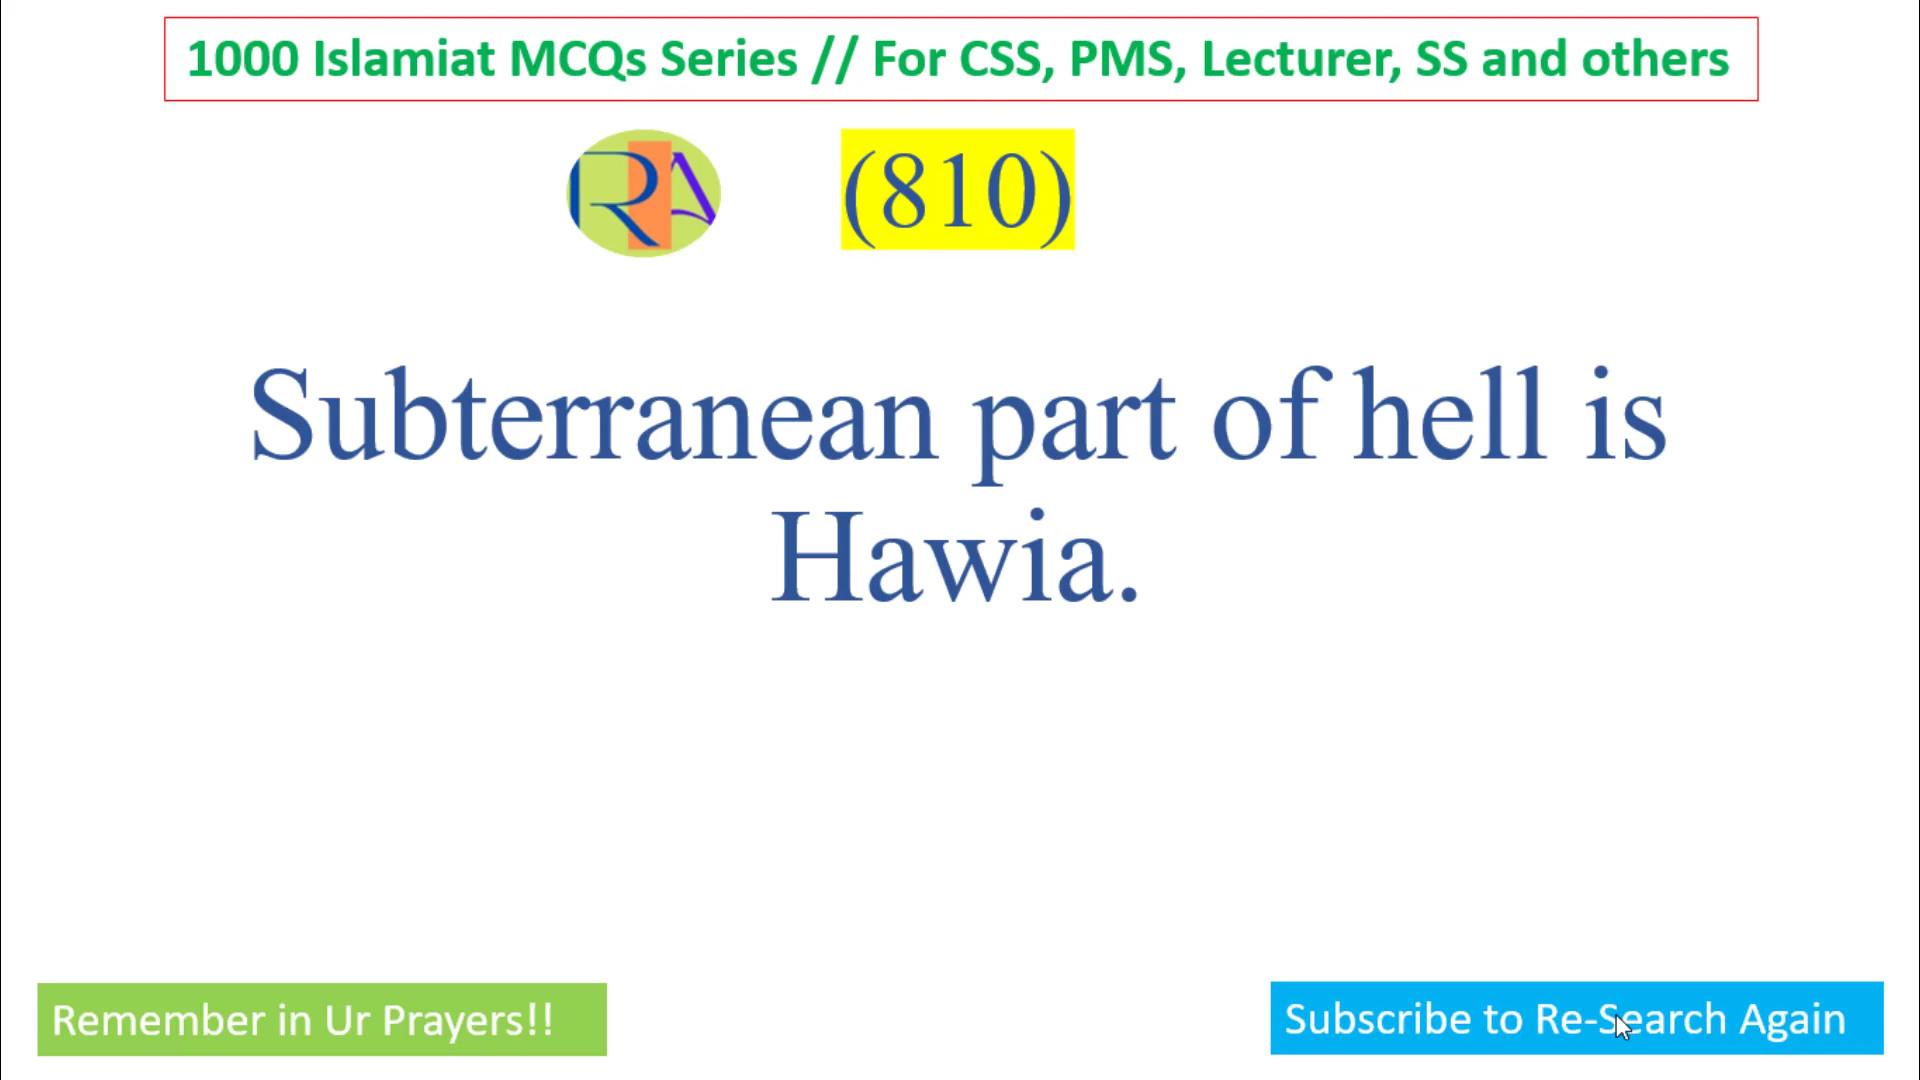 1000 Islamiat MCQs Series // For CSS, PMS, Lecturer, SS and others
RA
(810)
Subterranean part of hell is
Hawia.
Remember in Ur Prayers!!
Subscribe to Re-Search Again